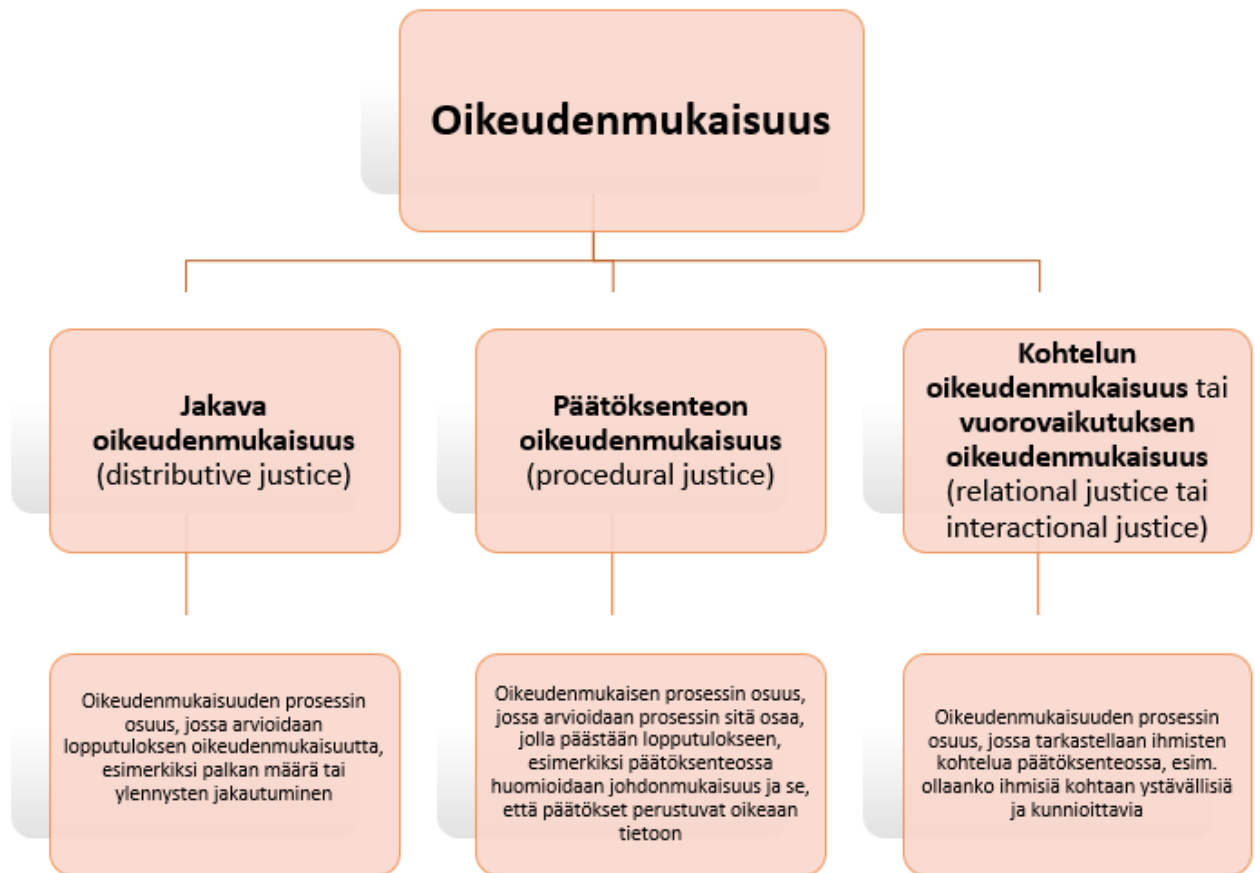 Oikeudenmukaisuus
Jakava
oikeudenmukaisuus
(distributive justice)
Päätöksenteon
oikeudenmukaisuus
(procedural justice)
Kohtelun
oikeudenmukaisuus tai
vuorovaikutuksen
oikeudenmukaisuus
(relational justice tai
interactional justice)
Oikeudenmukaisuuden prosessin
osuus, jossa arvioidaan
lopputuloksen oikeudenmukaisuutta,
esimerkiksi palkan määrä tai
ylennysten jakautuminen
Oikeudenmukaisen prosessin osuus,
jossa arvioidaan prosessin sitä osaa,
jolla päästään lopputulokseen,
esimerkiksi päätöksenteossa
huomioidaan johdonmukaisuus ja se,
että päätökset perustuvat oikeaan
tietoon
Oikeudenmukaisuuden prosessin
osuus, jossa tarkastellaan ihmisten
kohtelua päätöksenteossa, esim.
ollaanko ihmisiä kohtaan ystävällisiä
ja kunnioittavia